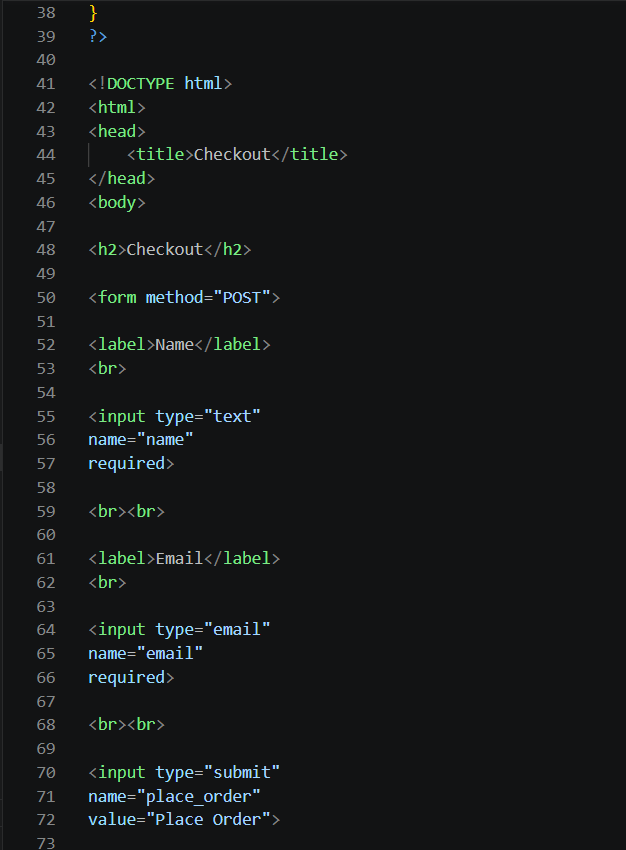 38 }
39 ?>
40
41 <!DOCTYPE html>
42 <html>
43 <head>
44     <title>Checkout</title>
45 </head>
46 <body>
47
48 <h2>Checkout</h2>
49
50 <form method="POST">
51
52 <label>Name</label>
53 <br>
54
55 <input type="text"
56 name="name"
57 required>
58
59 <br><br>
60
61 <label>Email</label>
62 <br>
63
64 <input type="email"
65 name="email"
66 required>
67
68 <br><br>
69
70 <input type="submit"
71 name="place_order"
72 value="Place Order">
73